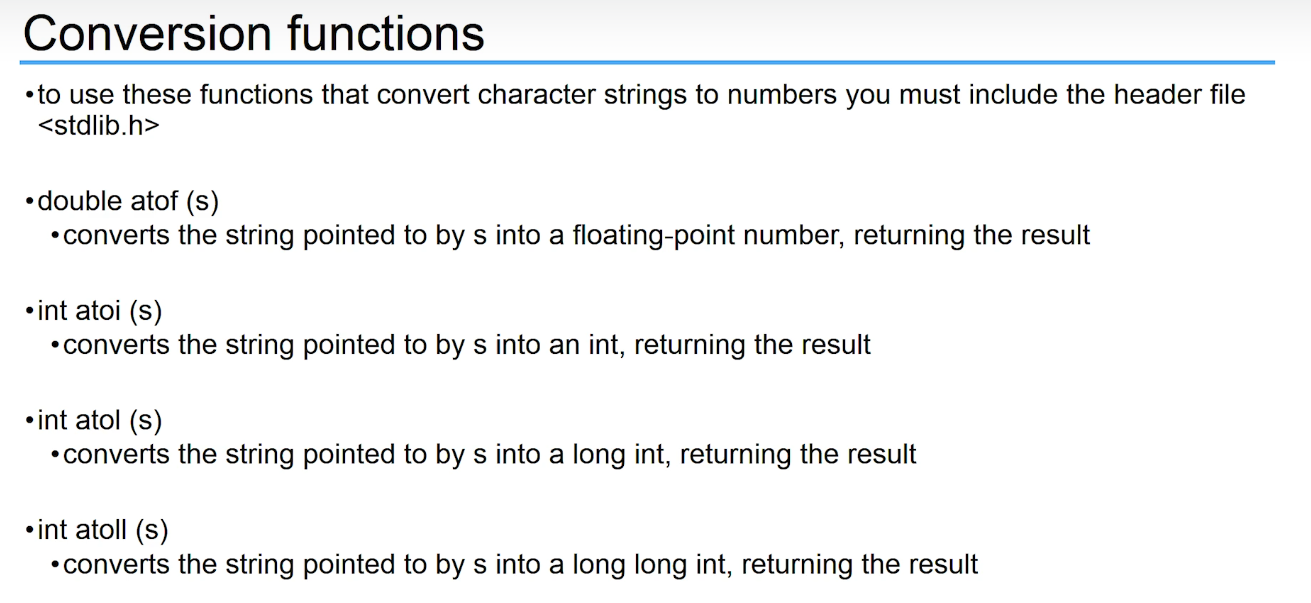 Conversion functions
•to use these functions that convert character strings to numbers you must include the header file
<stdlib.h>
•double atof (s)
•converts the string pointed to by s into a floating-point number, returning the result
•int atoi (s)
•converts the string pointed to by s into an int, returning the result
•int atol (s)
•converts the string pointed to by s into a long int, returning the result
•int atoll (s)
•converts the string pointed to by s into a long long int, returning the result